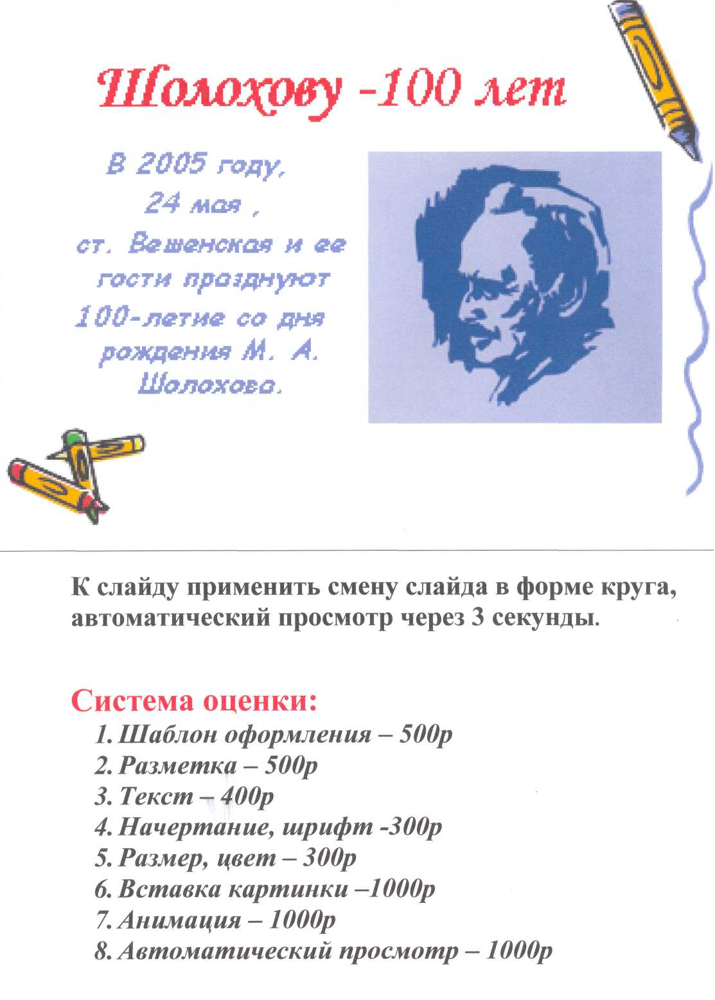 Шолохову -100 лет
В 2005 году,
24 мая ,
ст. Вешенская и ее
гости празднуют
100-летие со дня
рождения М. А.
Шолохова.
К слайду применить смену слайда в форме круга,
автоматический просмотр через 3 секунды.
Система оценки:
1. Шаблон оформления – 500р
2. Разметка – 500р
3. Текст – 400р
4. Начертание, шрифт -300р
5. Размер, цвет – 300р
6. Вставка картинки –1000р
7. Анимация – 1000р
8. Автоматический просмотр – 1000р